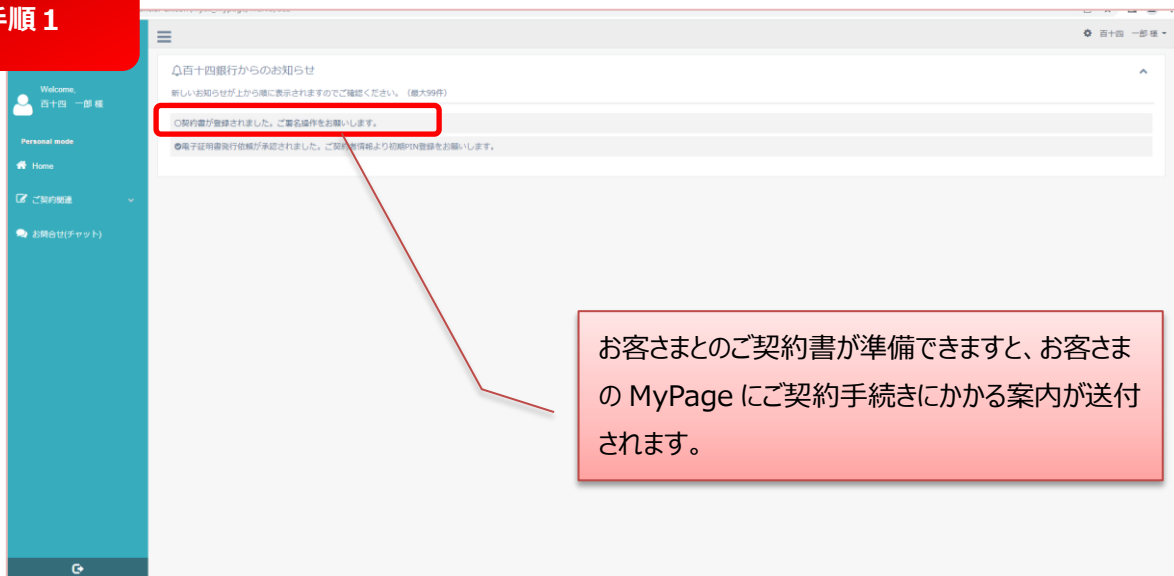 手順１
百十四 一郎 様
百十四銀行からのお知らせ
新しいお知らせが上から順に表示されますのでご確認ください。（最大99件）
Welcome,
百十四 一郎 様
○契約書が登録されました。ご署名操作をお願いします。
電子証明書発行依頼が承認されました。ご契約者情報より初期PIN登録をお願いします。
Personal mode
Home
ご契約関連
お問合せ(チャット)
お客さまとのご契約書が準備できますと、お客さま
の MyPage にご契約手続きにかかる案内が送付
されます。